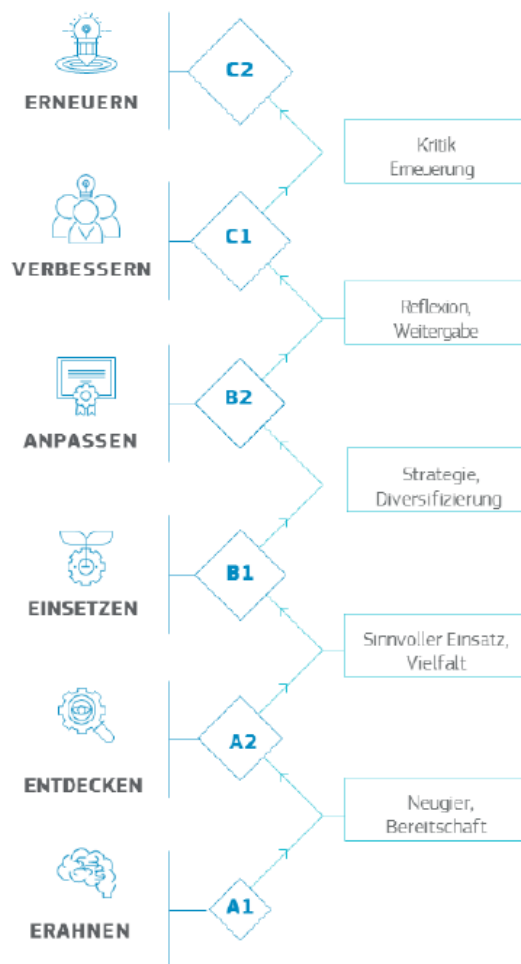 C2
ERNEUERN
Kritik
Erneuerung
C1
VERBESSERN
Reflexion,
Weitergabe
B2
ANPASSEN
Strategie,
Diversifizierung
B1
EINSETZEN
Sinnvoller Einsatz,
Vielfalt
A2
ENTDECKEN
Neugier,
Bereitschaft
A1
ERAHNEN